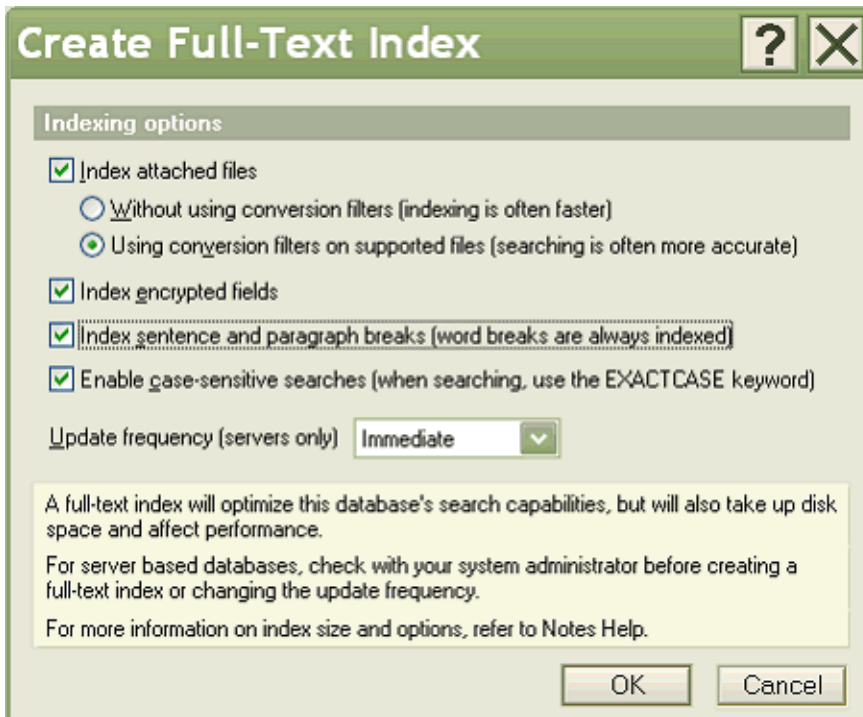 Create Full-Text Index
?
Indexing options
Index attached files
Without using conversion filters (indexing is often faster)
Using conversion filters on supported files (searching is often more accurate)
Index encrypted fields
Index sentence and paragraph breaks (word breaks are always indexed)
Enable case-sensitive searches (when searching, use the EXACTCASE keyword)
Update frequency (servers only) Immediate
A full-text index will optimize this database's search capabilities, but will also take up disk
space and affect performance.
For server based databases, check with your system administrator before creating a
full-text index or changing the update frequency.
For more information on index size and options, refer to Notes Help.
OK Cancel